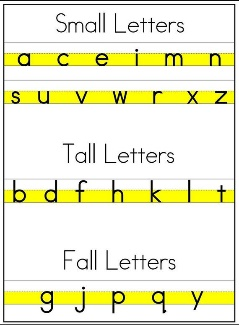 Small Letters
a c e i m n
s u v w r x z
Tall Letters
b d f h k l t
Fall Letters
g j p q y